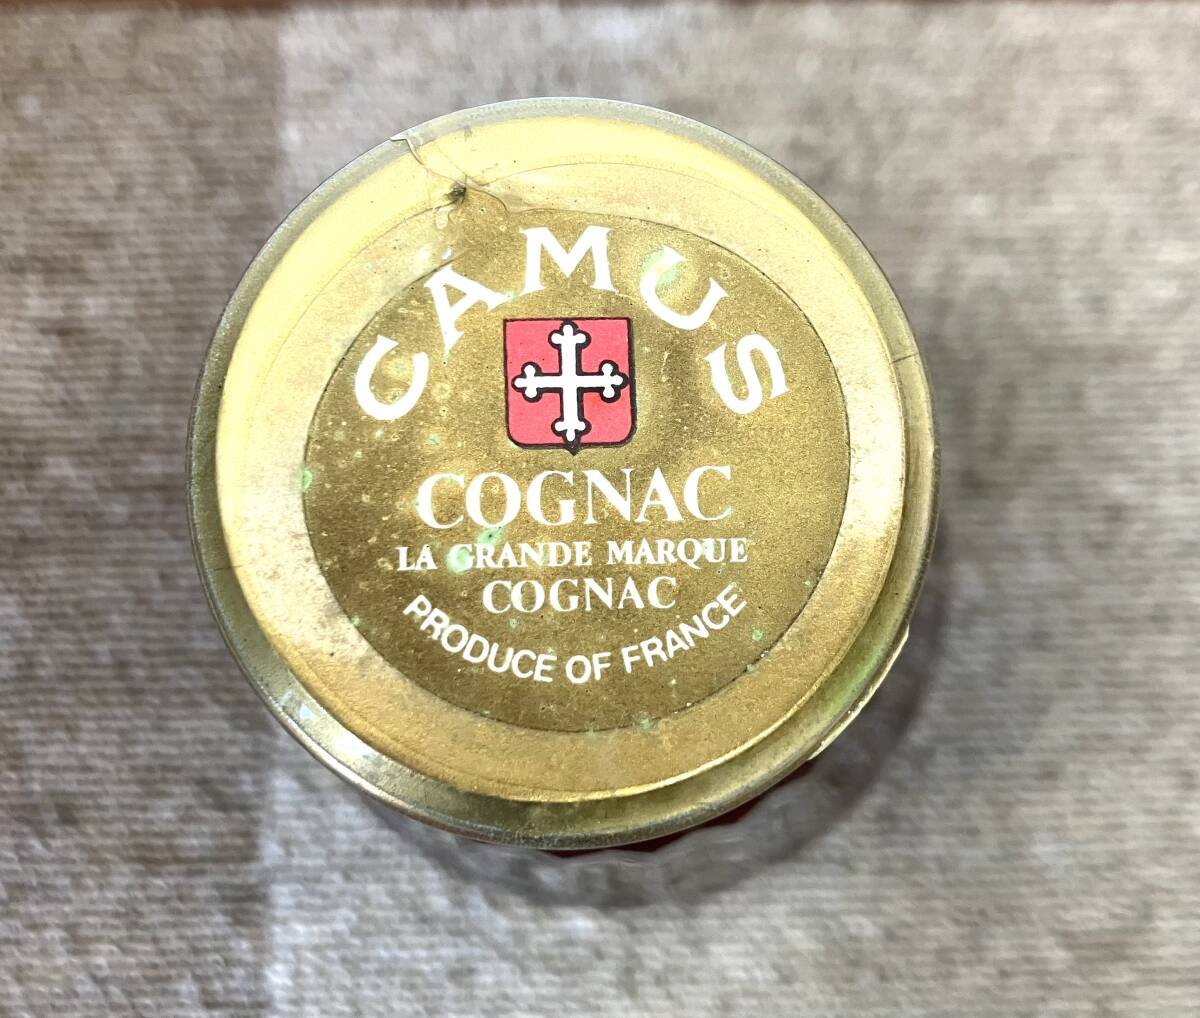 CAMUS
COGNAC
LA GRANDE MARQUE
COGNAC
PRODUCE OF FRANCE